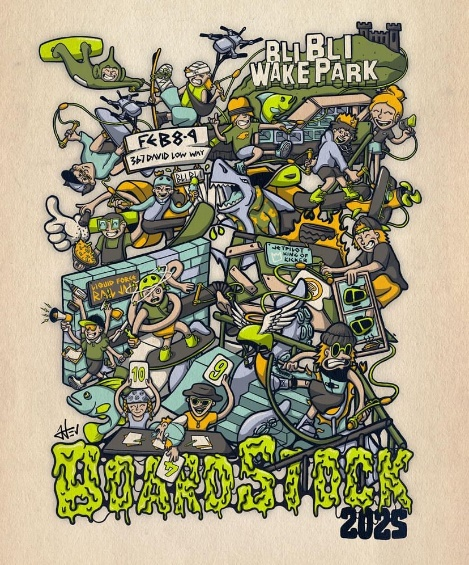 BLI BLI
WAKE PARK
FEB 8-9
367 DAVID LOW WAY
BLI BLI
JETPILOT
KING OF
KICKER
LIQUID FORCE
RAIL JAM
10
9
BOARDSTOCK
2025